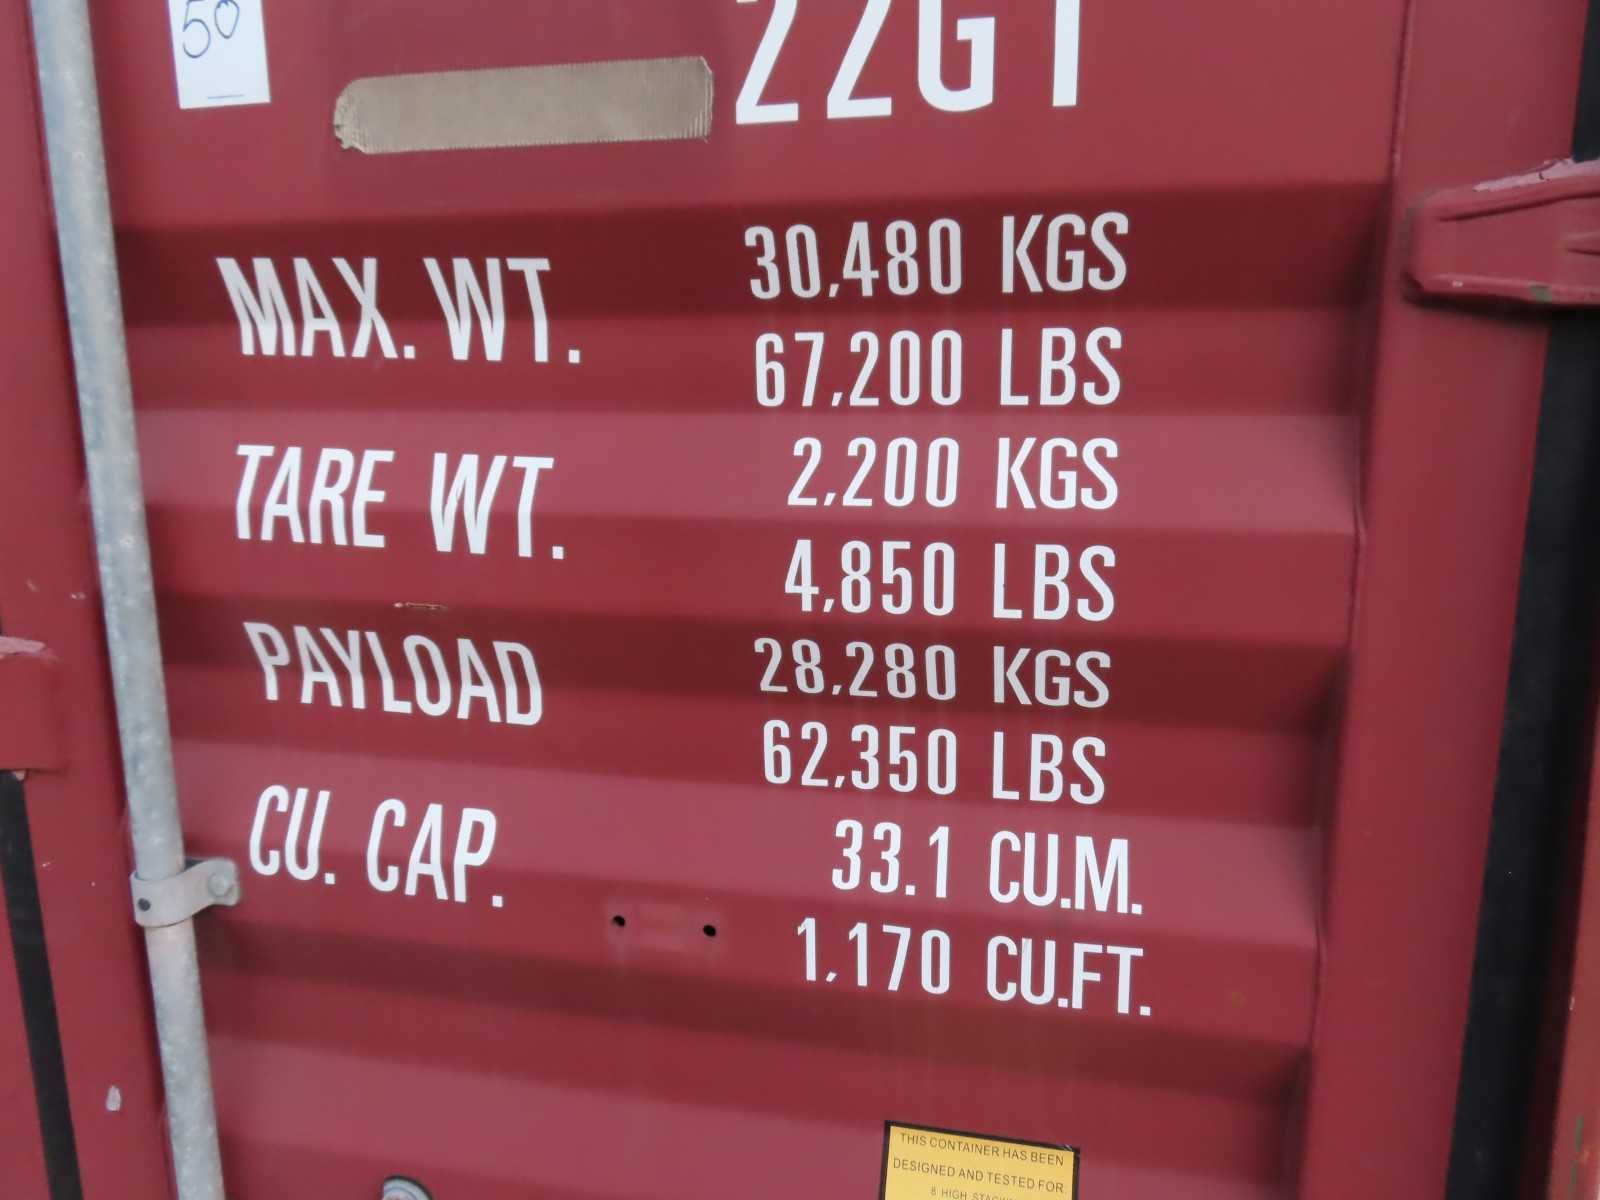 50
22G1
MAX. WT. 30,480 KGS
67,200 LBS
TARE WT. 2,200 KGS
4,850 LBS
PAYLOAD 28,280 KGS
62,350 LBS
CU. CAP. 33.1 CU.M.
1,170 CU.FT.
THIS CONTAINER HAS BEEN
DESIGNED AND TESTED FOR:
8 HIGH